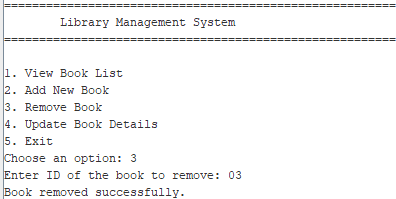 ========================================================
Library Management System
========================================================
1. View Book List
2. Add New Book
3. Remove Book
4. Update Book Details
5. Exit
Choose an option: 3
Enter ID of the book to remove: 03
Book removed successfully.